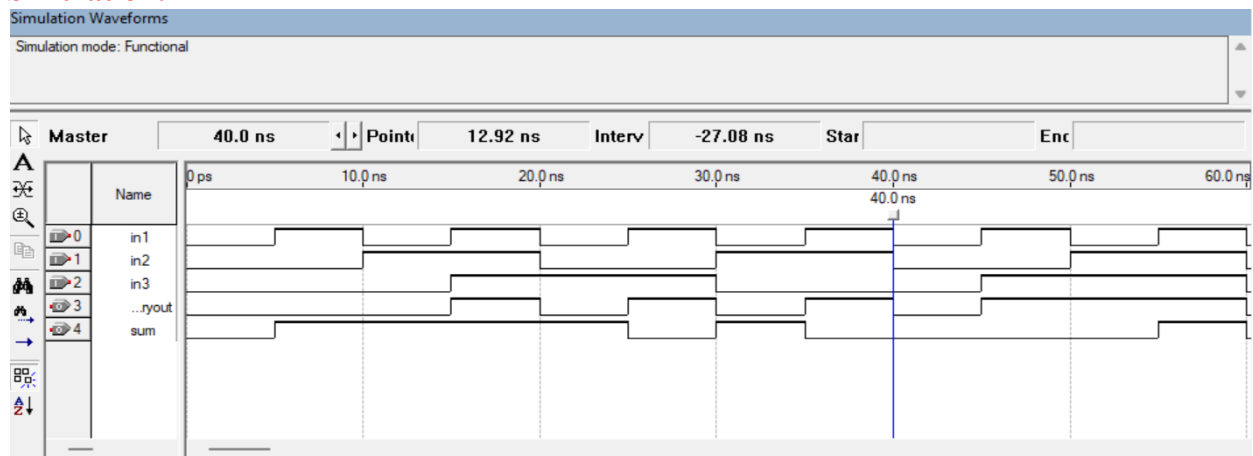 Simulation Waveforms
Simulation mode: Functional
Master 40.0 ns Pointe 12.92 ns Interv -27.08 ns Star Enc
A
Name
0 ps 10.0 ns 20.0 ns 30.0 ns 40.0 ns 50.0 ns 60.0 ns
40.0 ns
0 in1
1 in2
2 in3
3 ...ryout
4 sum
A
Z